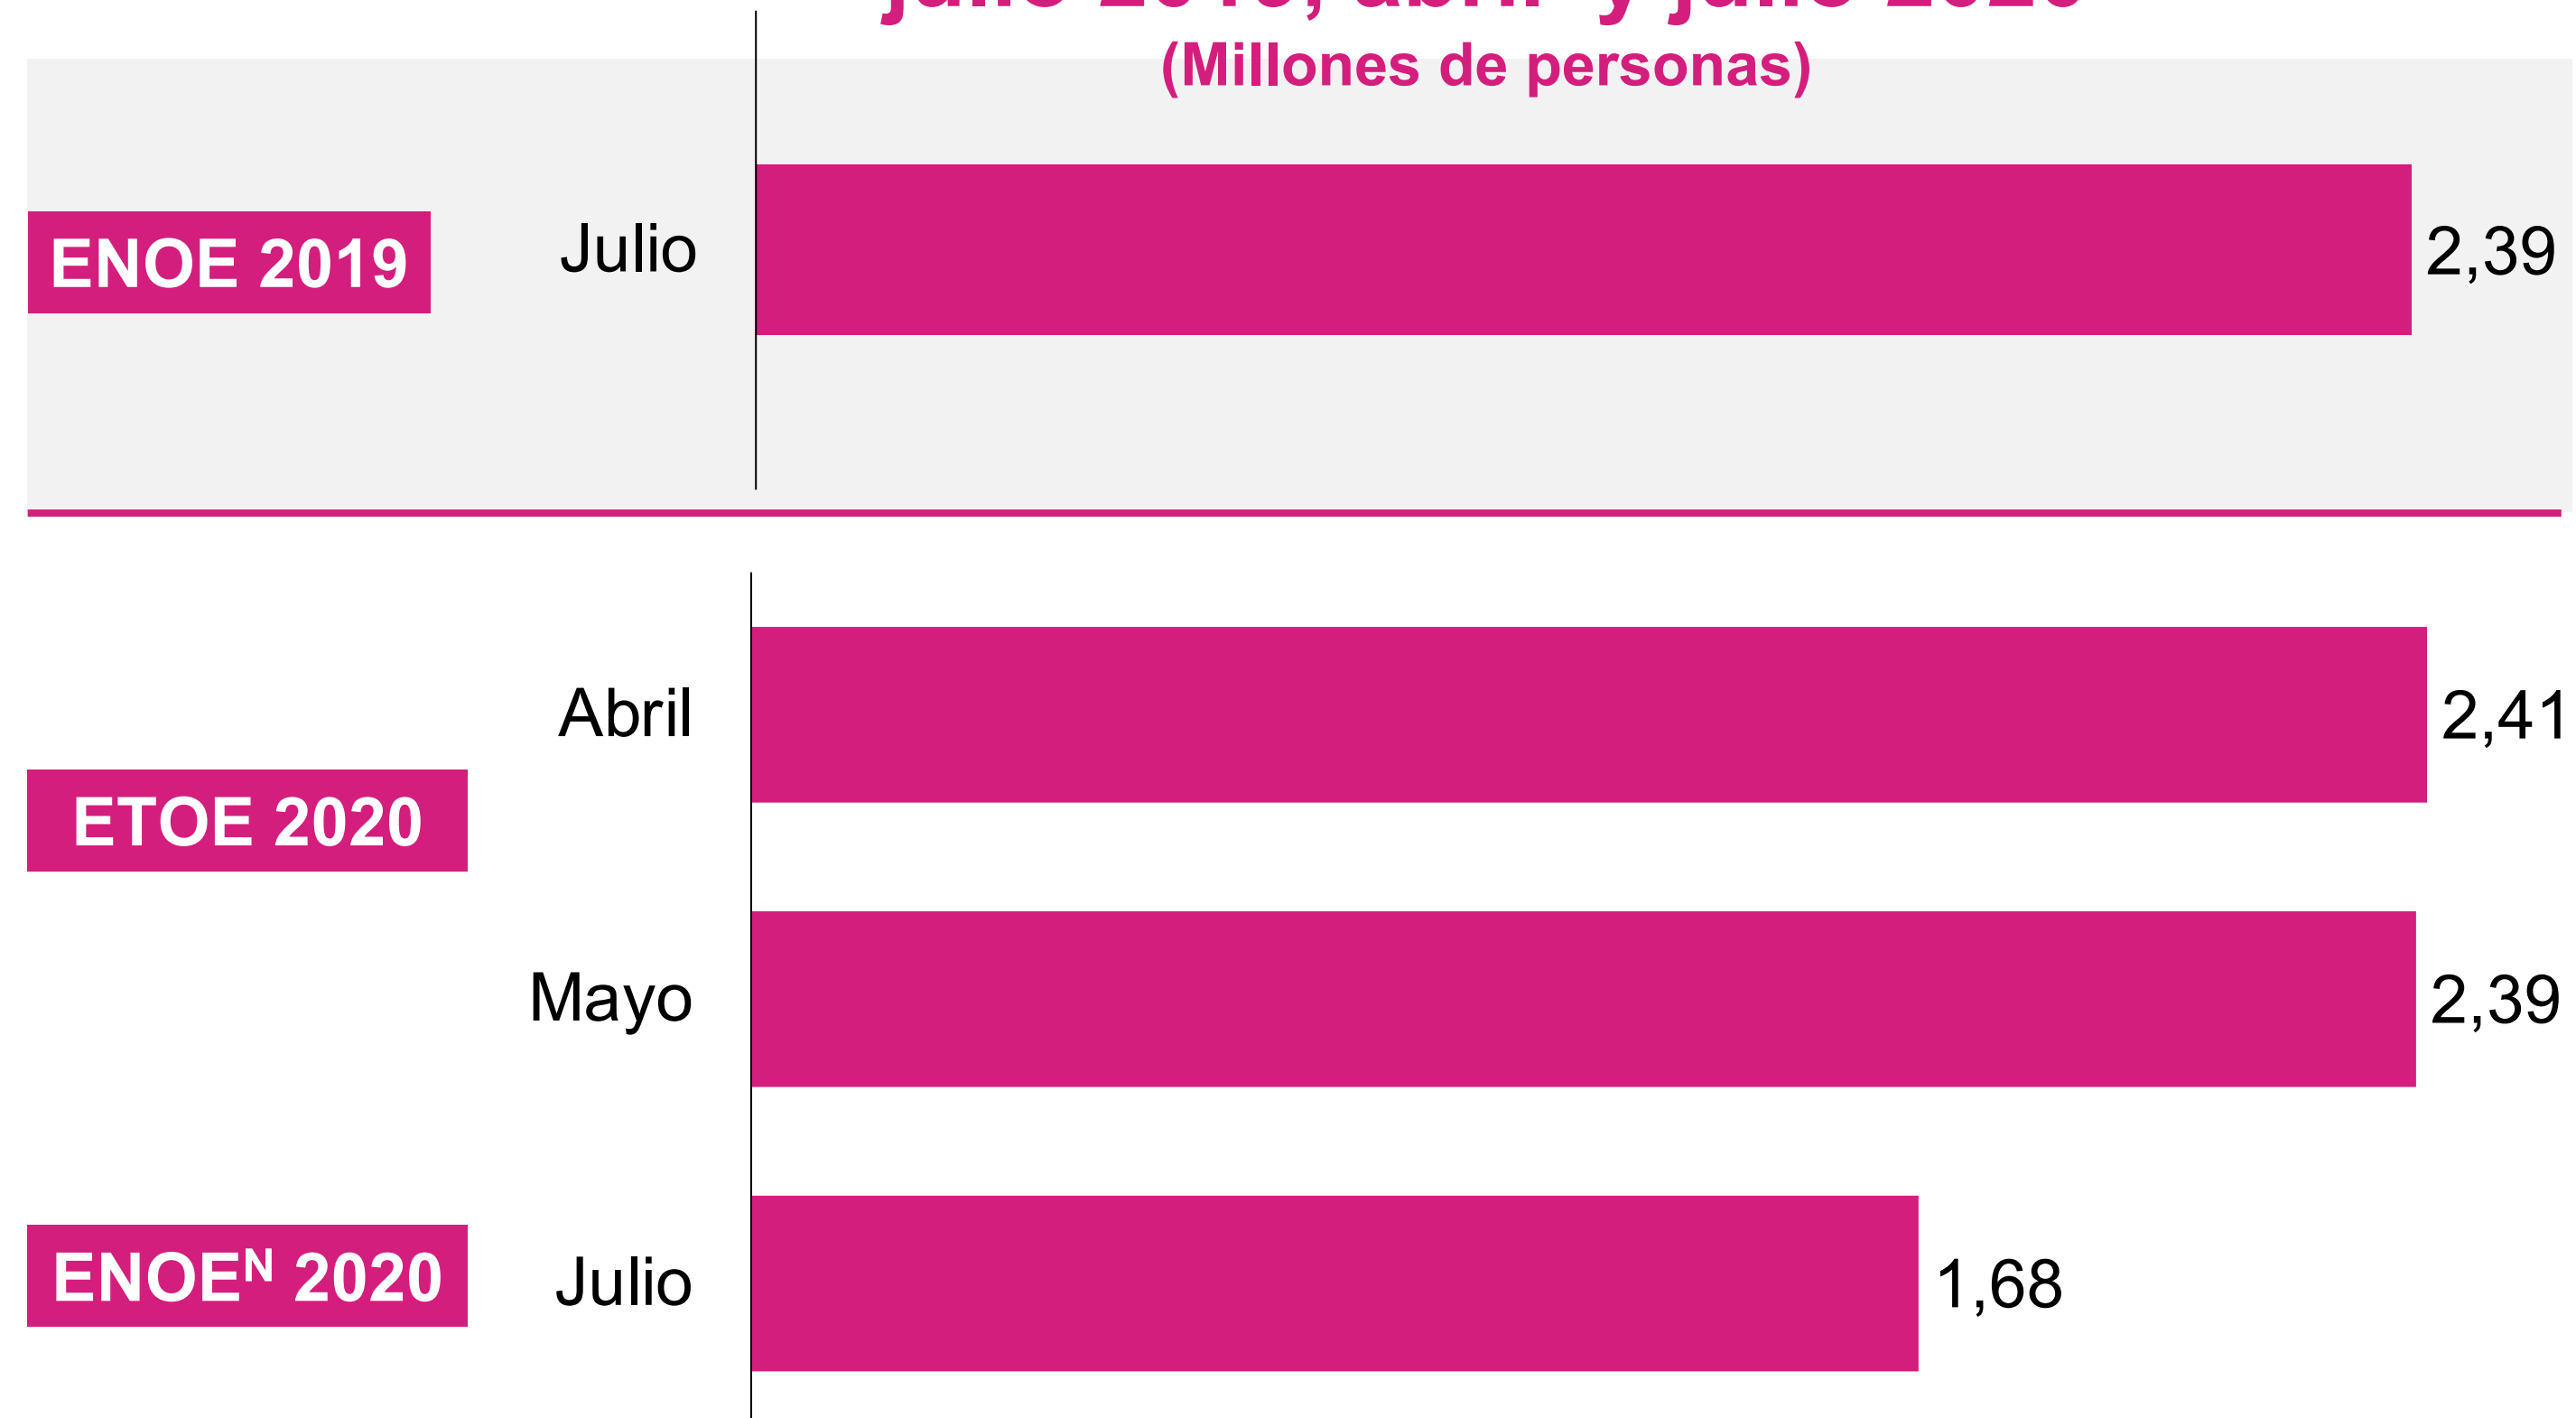 (Millones de personas)
ENOE 2019
Julio
2,39
Abril
2,41
ETOE 2020
Mayo
2,39
ENOEᴺ 2020
Julio
1,68